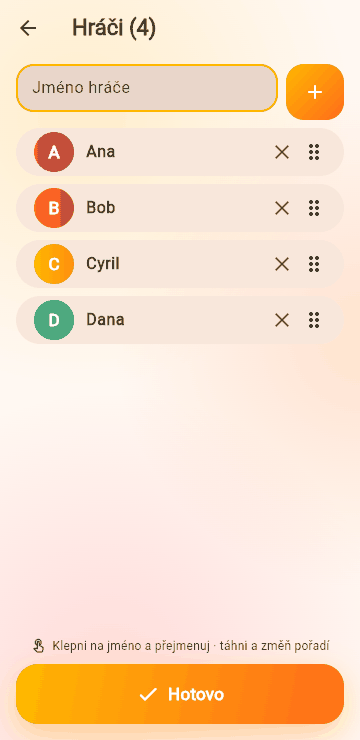 Hráči (4)
Jméno hráče
A Ana
B Bob
C Cyril
D Dana
Klepni na jméno a přejmenuj · táhni a změň pořadí
Hotovo